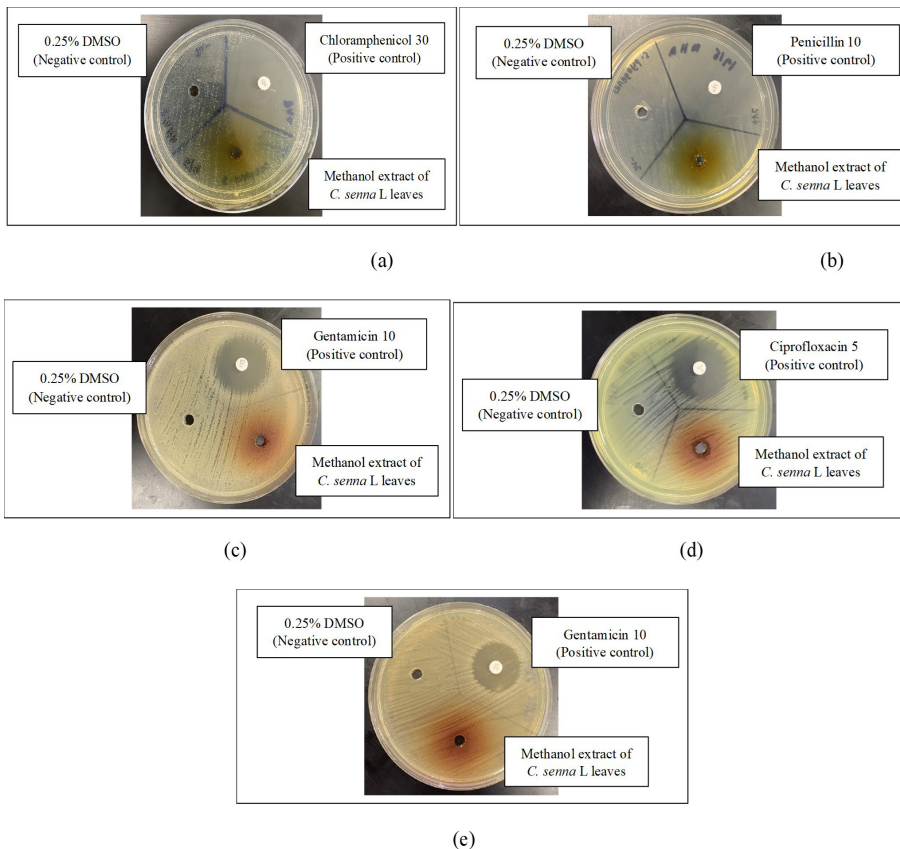 0.25% DMSO
(Negative control)
Chloramphenicol 30
(Positive control)
Methanol extract of
C. senna L leaves
(a)
0.25% DMSO
(Negative control)
Penicillin 10
(Positive control)
Methanol extract of
C. senna L leaves
(b)
Gentamicin 10
(Positive control)
0.25% DMSO
(Negative control)
Methanol extract of
C. senna L leaves
(c)
Ciprofloxacin 5
(Positive control)
0.25% DMSO
(Negative control)
Methanol extract of
C. senna L leaves
(d)
0.25% DMSO
(Negative control)
Gentamicin 10
(Positive control)
Methanol extract of
C. senna L leaves
(e)